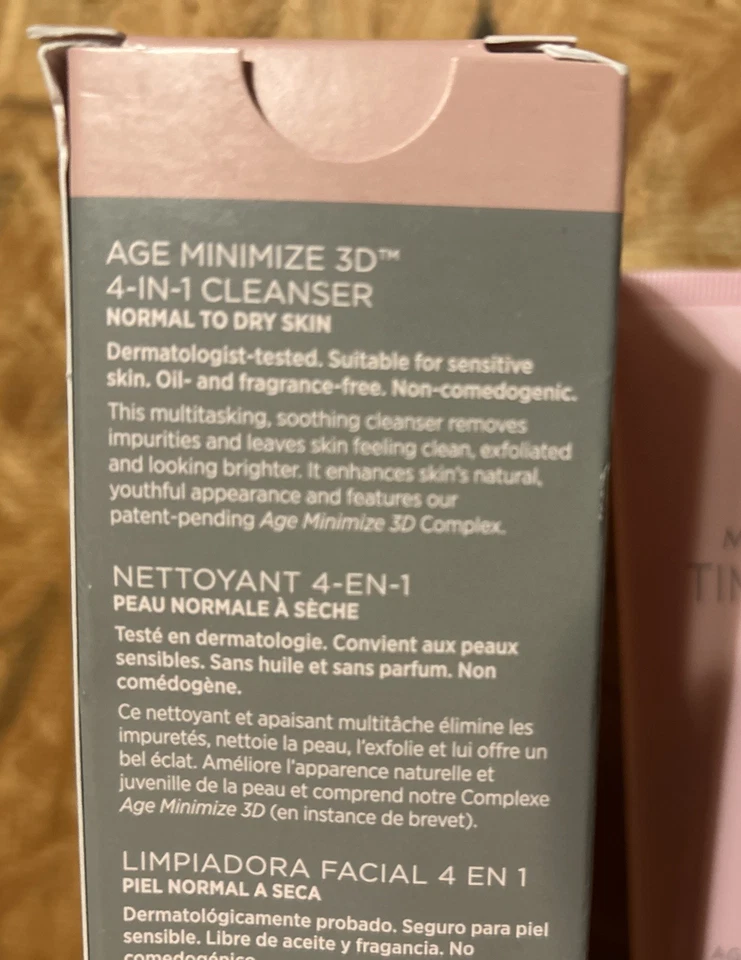 AGE MINIMIZE 3D™
4-IN-1 CLEANSER
NORMAL TO DRY SKIN
Dermatologist-tested. Suitable for sensitive
skin. Oil- and fragrance-free. Non-comedogenic.
This multitasking, soothing cleanser removes
impurities and leaves skin feeling clean, exfoliated
and looking brighter. It enhances skin's natural,
youthful appearance and features our
patent-pending Age Minimize 3D Complex.
NETTOYANT 4-EN-1
PEAU NORMALE À SÈCHE
Testé en dermatologie. Convient aux peaux
sensibles. Sans huile et sans parfum. Non
comédogène.
Ce nettoyant et apaisant multitâche élimine les
impuretés, nettoie la peau, l'exfolie et lui offre un
bel éclat. Améliore l'apparence naturelle et
juvenille de la peau et comprend notre Complexe
Age Minimize 3D (en instance de brevet).
LIMPIADORA FACIAL 4 EN 1
PIEL NORMAL A SECA
Dermatológicamente probado. Seguro para piel
sensible. Libre de aceite y fragancia. No
comedogénico